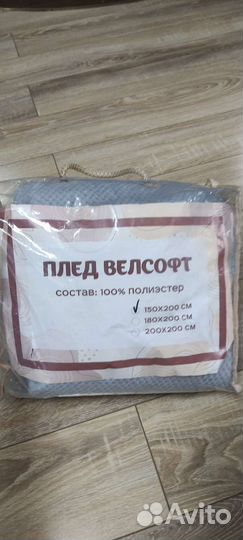 ПЛЕД ВЕЛСОФТ
СОСТАВ: 100% ПОЛИЭСТЕР
150Х200 СМ
180Х200 СМ
200Х200 СМ
Avito